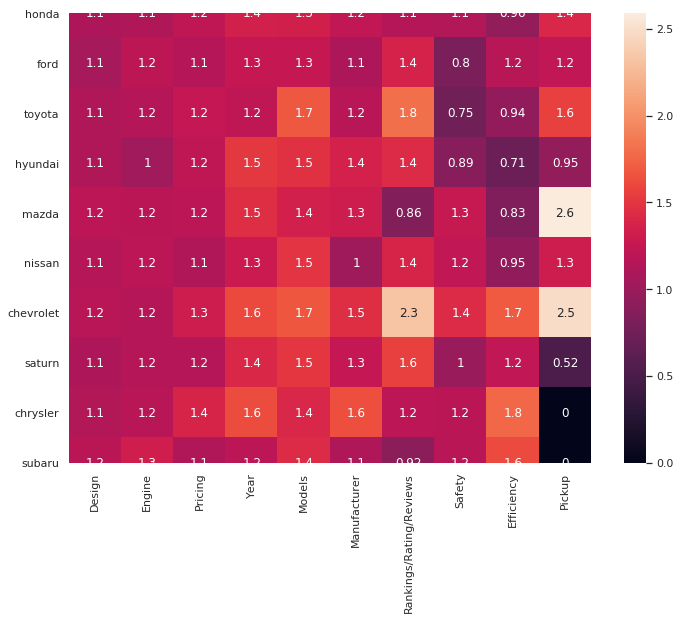 honda 1.1 1.1 1.2 1.4 1.5 1.2 1.1 1.1 0.96 1.4
ford 1.1 1.2 1.1 1.3 1.3 1.1 1.4 0.8 1.2 1.2
toyota 1.1 1.2 1.2 1.2 1.7 1.2 1.8 0.75 0.94 1.6
hyundai 1.1 1 1.2 1.5 1.5 1.4 1.4 0.89 0.71 0.95
mazda 1.2 1.2 1.2 1.5 1.4 1.3 0.86 1.3 0.83 2.6
nissan 1.1 1.2 1.1 1.3 1.5 1 1.4 1.2 0.95 1.3
chevrolet 1.2 1.2 1.3 1.6 1.7 1.5 2.3 1.4 1.7 2.5
saturn 1.1 1.2 1.2 1.4 1.5 1.3 1.6 1 1.2 0.52
chrysler 1.1 1.2 1.4 1.6 1.4 1.6 1.2 1.2 1.8 0
subaru 1.2 1.3 1.1 1.2 1.4 1.1 0.92 1.2 1.6 0
Design Engine Pricing Year Models Manufacturer Rankings/Rating/Reviews Safety Efficiency Pickup
2.5
2.0
1.5
1.0
0.5
0.0